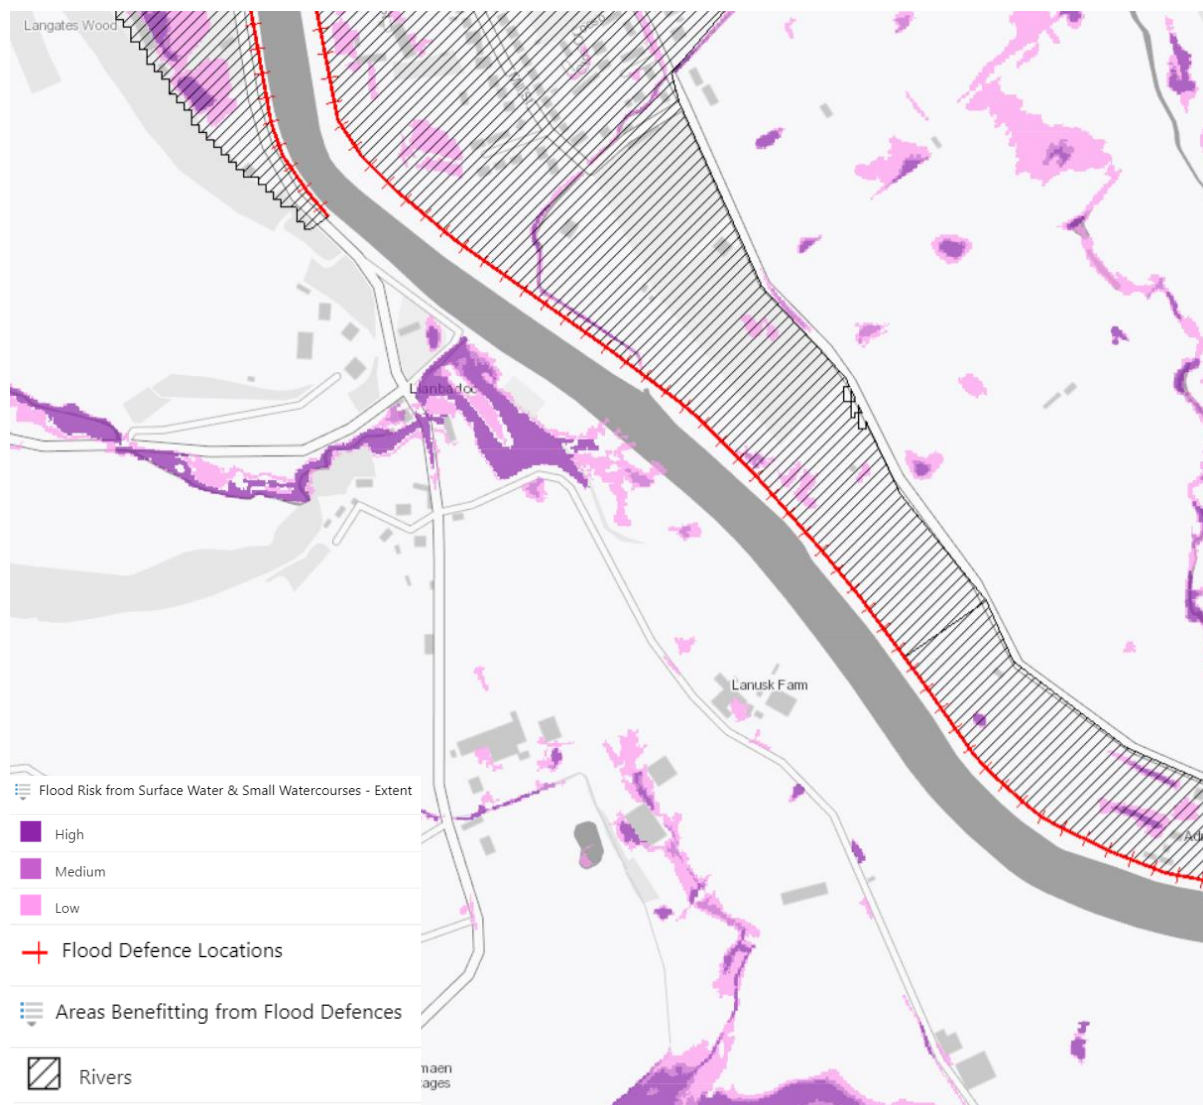 Langates Wood
Llanbadoc
Lanusk Farm
Flood Risk from Surface Water & Small Watercourses - Extent
High
Medium
Low
Flood Defence Locations
Areas Benefitting from Flood Defences
Rivers